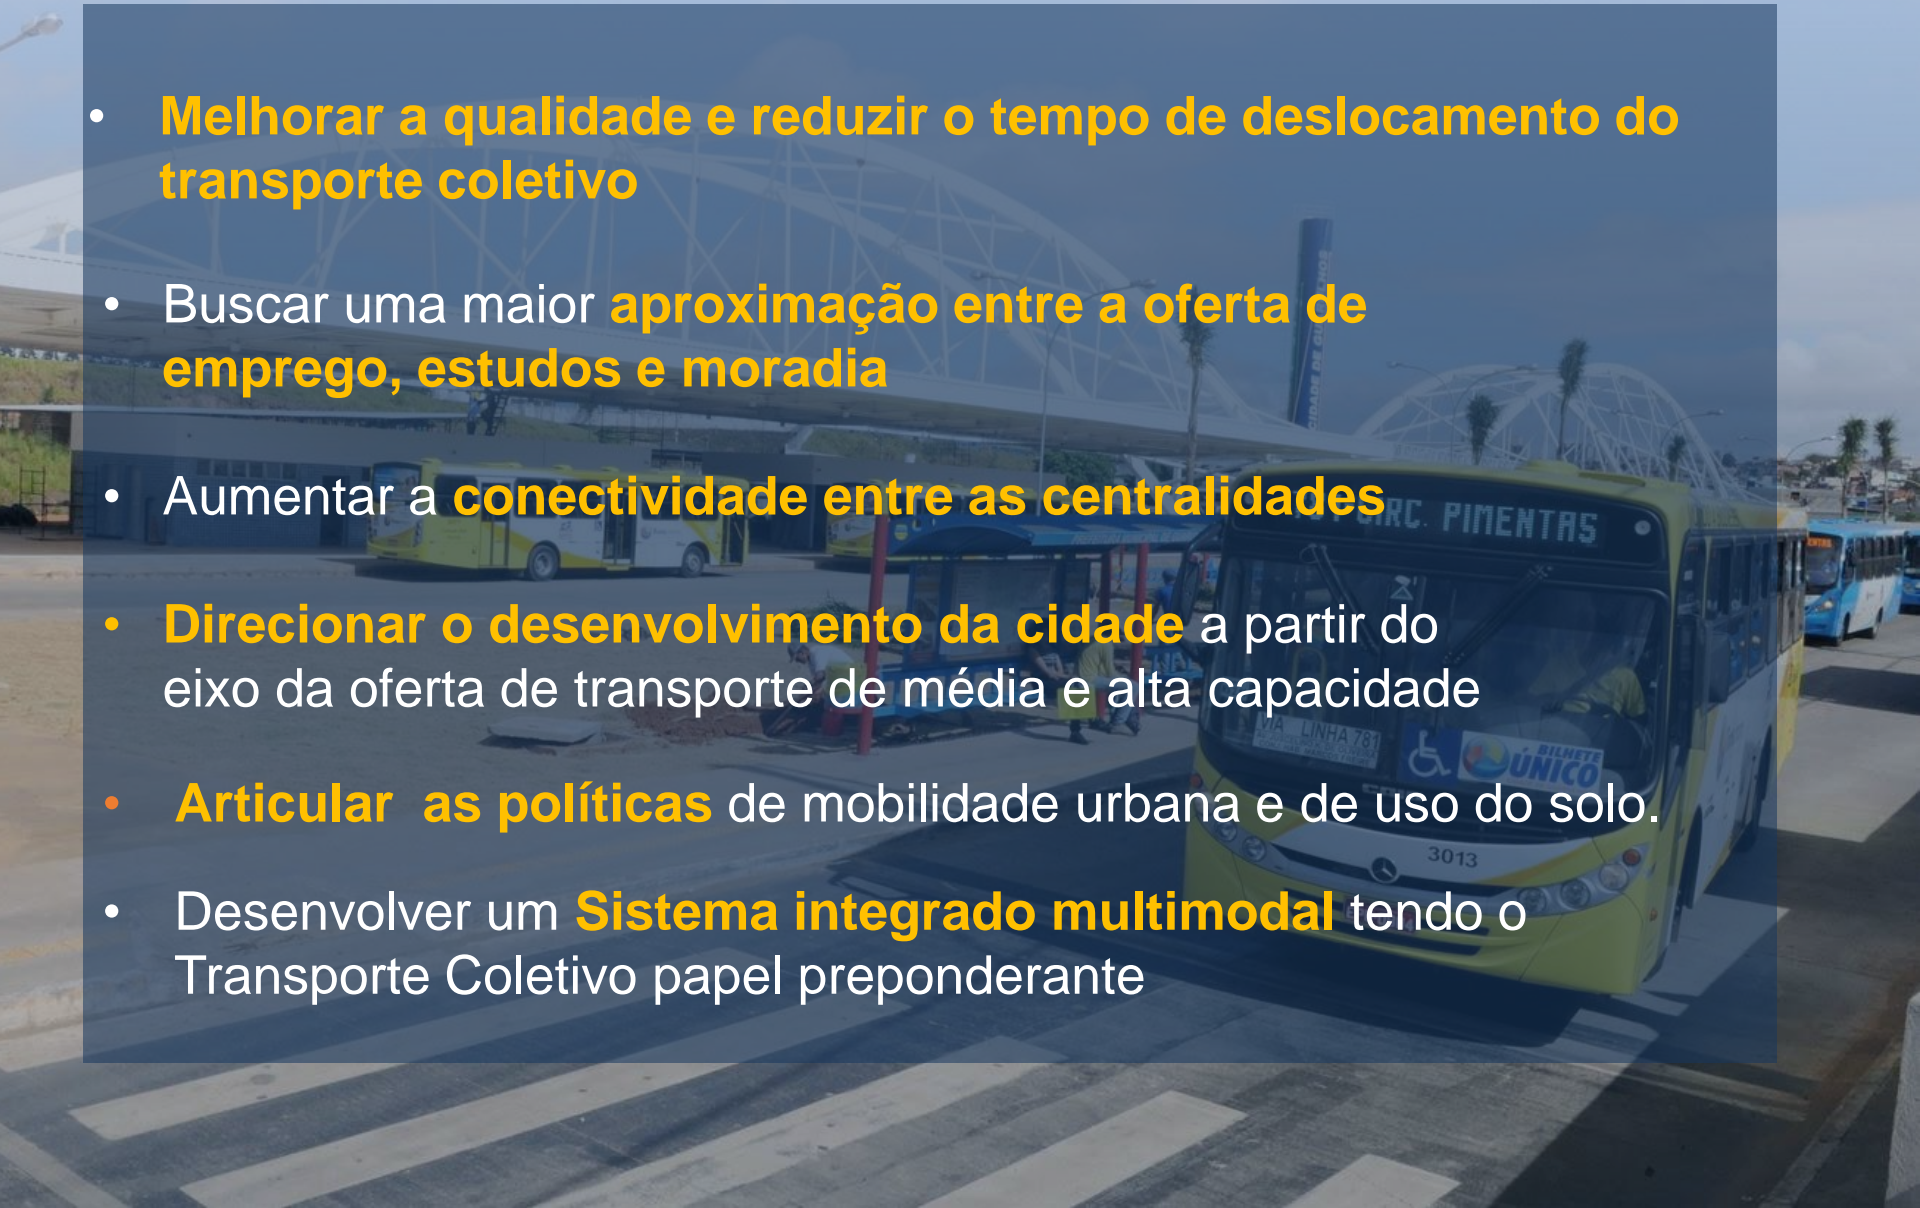 • Melhorar a qualidade e reduzir o tempo de deslocamento do
transporte coletivo
• Buscar uma maior aproximação entre a oferta de
emprego, estudos e moradia
• Aumentar a conectividade entre as centralidades
• Direcionar o desenvolvimento da cidade a partir do
eixo da oferta de transporte de média e alta capacidade
• Articular  as políticas de mobilidade urbana e de uso do solo.
• Desenvolver um Sistema integrado multimodal tendo o
Transporte Coletivo papel preponderante
CIRC. PIMENTAS
VIA LINHA 781
BILHETE
ÚNICO
3013